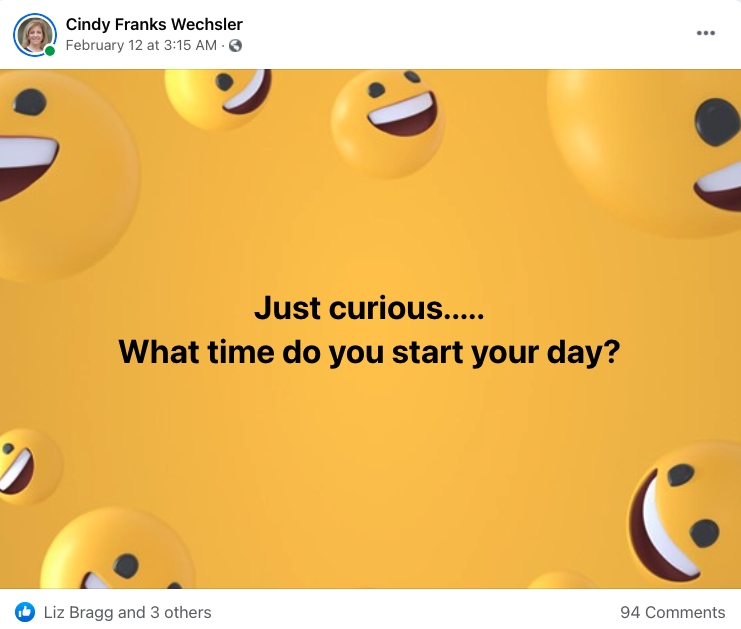 Cindy Franks Wechsler
February 12 at 3:15 AM ·
Just curious.....
What time do you start your day?
Liz Bragg and 3 others
94 Comments